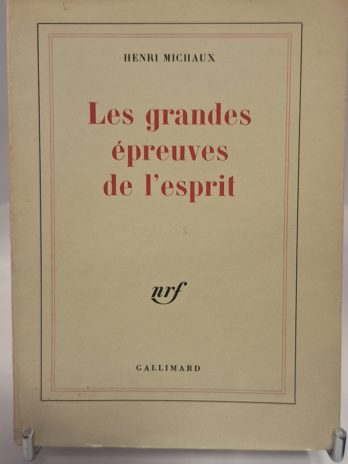 HENRI MICHAUX
Les grandes
épreuves
de l'esprit
nrf
GALLIMARD